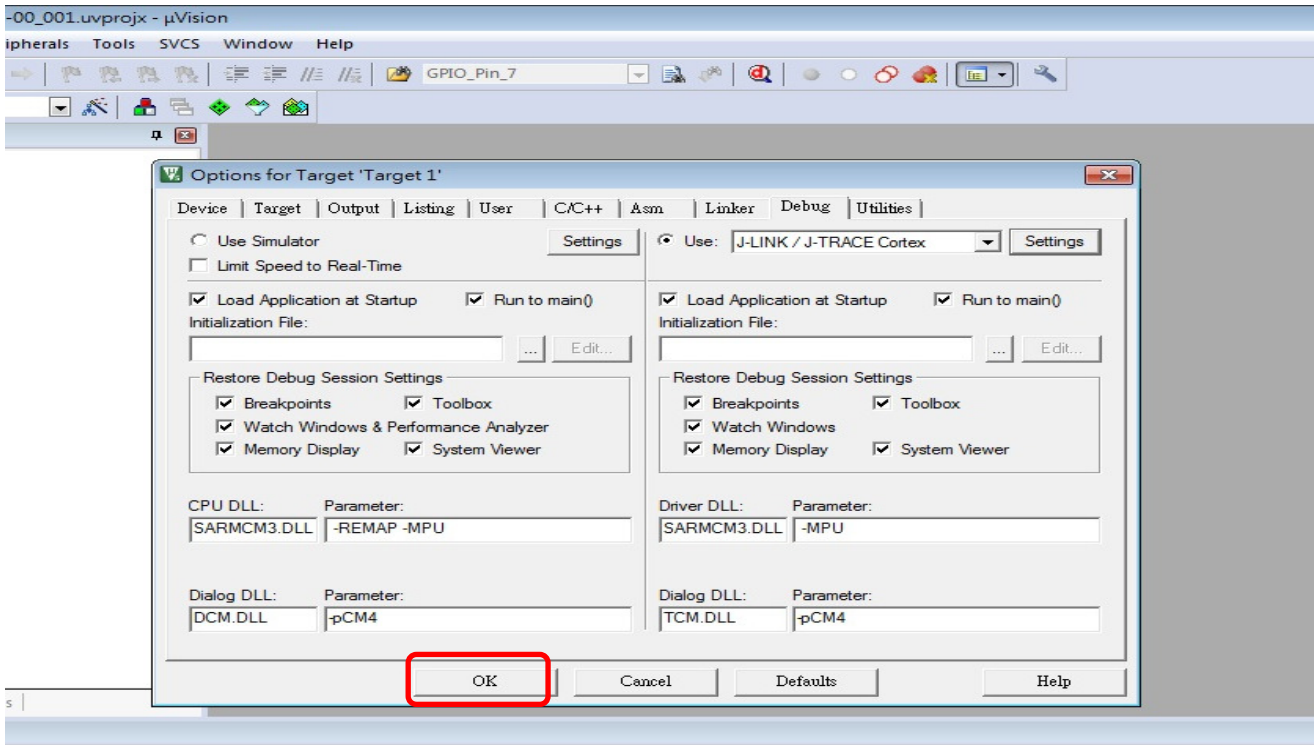 -00_001.uvprojx - µVision
ipherals Tools SVCS Window Help
GPIO_Pin_7
Options for Target 'Target 1'
Device Target Output Listing User C/C++ Asm Linker Debug Utilities
Use Simulator Settings Use: J-LINK / J-TRACE Cortex Settings
Limit Speed to Real-Time
Load Application at Startup Run to main() Load Application at Startup Run to main()
Initialization File: Initialization File:
... Edit... ... Edit...
Restore Debug Session Settings Restore Debug Session Settings
Breakpoints Toolbox Breakpoints Toolbox
Watch Windows & Performance Analyzer Watch Windows
Memory Display System Viewer Memory Display System Viewer
CPU DLL: Parameter: Driver DLL: Parameter:
SARMCM3.DLL -REMAP -MPU SARMCM3.DLL -MPU
Dialog DLL: Parameter: Dialog DLL: Parameter:
DCM.DLL -pCM4 TCM.DLL -pCM4
OK Cancel Defaults Help
s